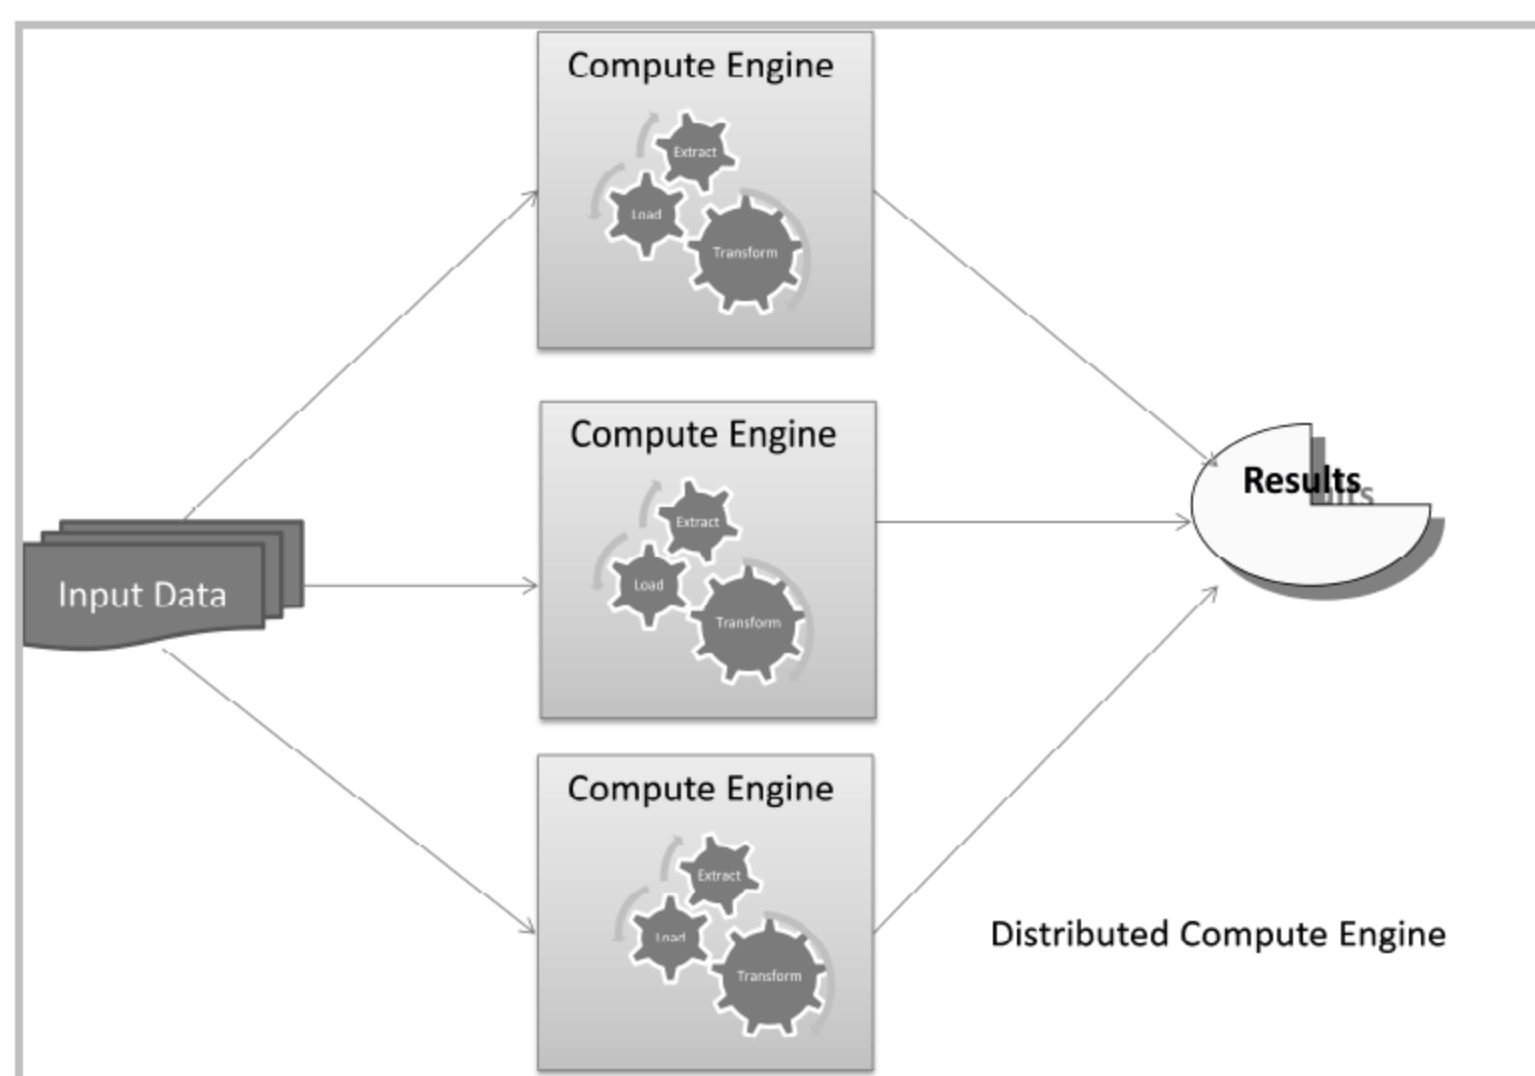 Compute Engine
Extract
Load
Transform
Compute Engine
Extract
Load
Transform
Input Data
Results
Compute Engine
Extract
Load
Transform
Distributed Compute Engine